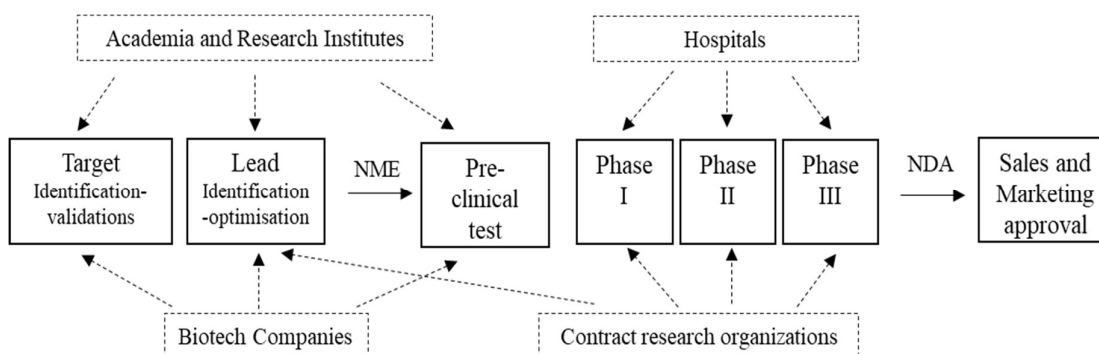 Academia and Research Institutes
Hospitals
Target
Identification-
validations
Lead
Identification
-optimisation
NME
Pre-
clinical
test
Phase
I
Phase
II
Phase
III
NDA
Sales and
Marketing
approval
Biotech Companies
Contract research organizations